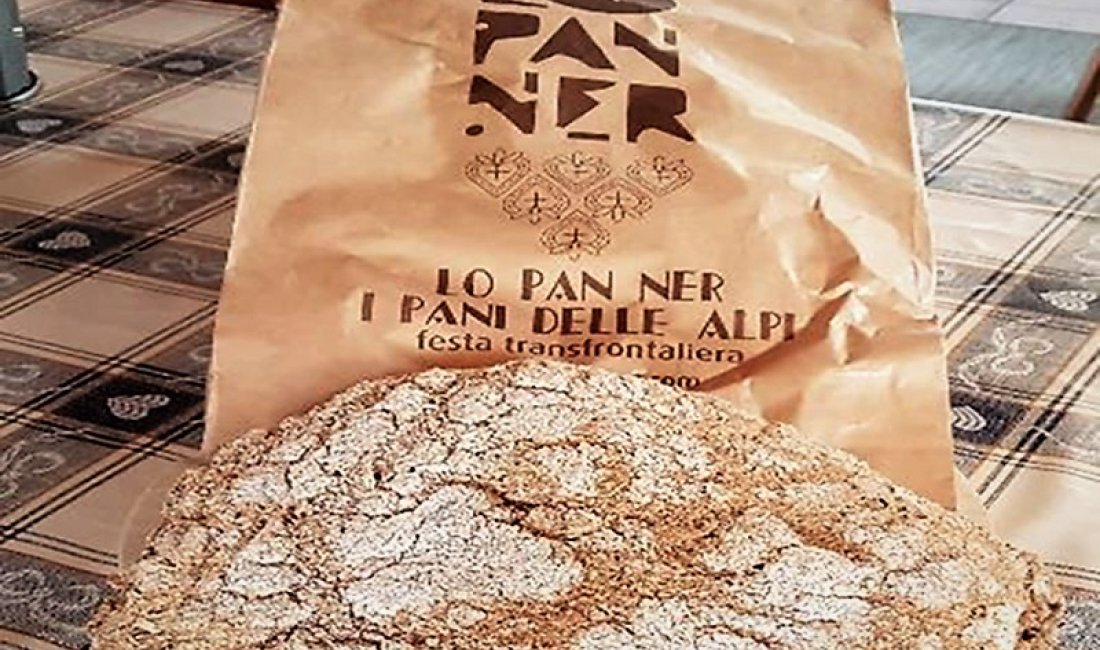 PAN
NER
LO PAN NER
I PANI DELLE ALPI
festa transfrontaliera